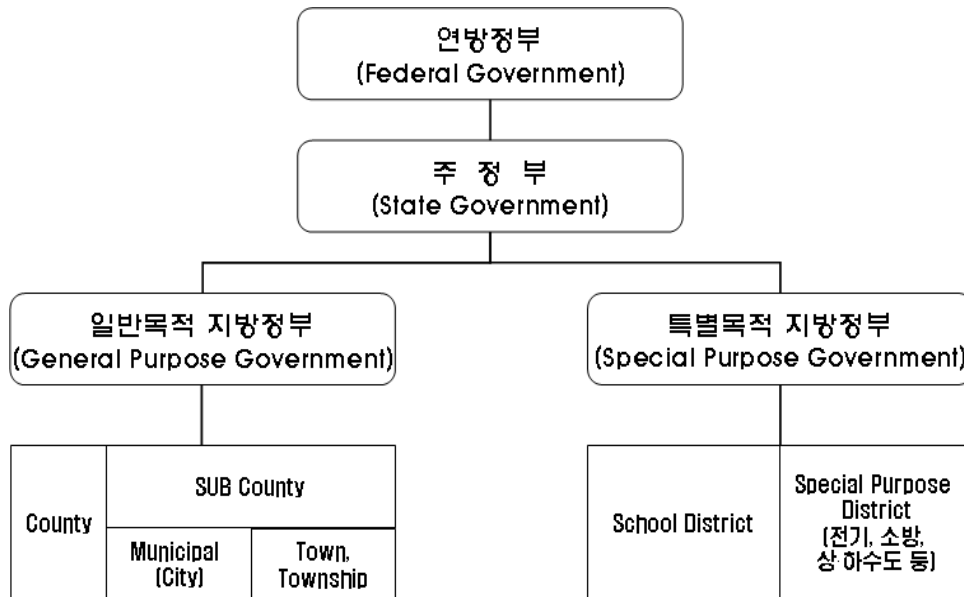 연방정부
(Federal Government)
주 정 부
(State Government)
일반목적 지방정부
(General Purpose Government)
특별목적 지방정부
(Special Purpose Government)
County
SUB County
Municipal
(City)
Town,
Township
School District
Special Purpose
District
(전기, 소방,
상·하수도 등)